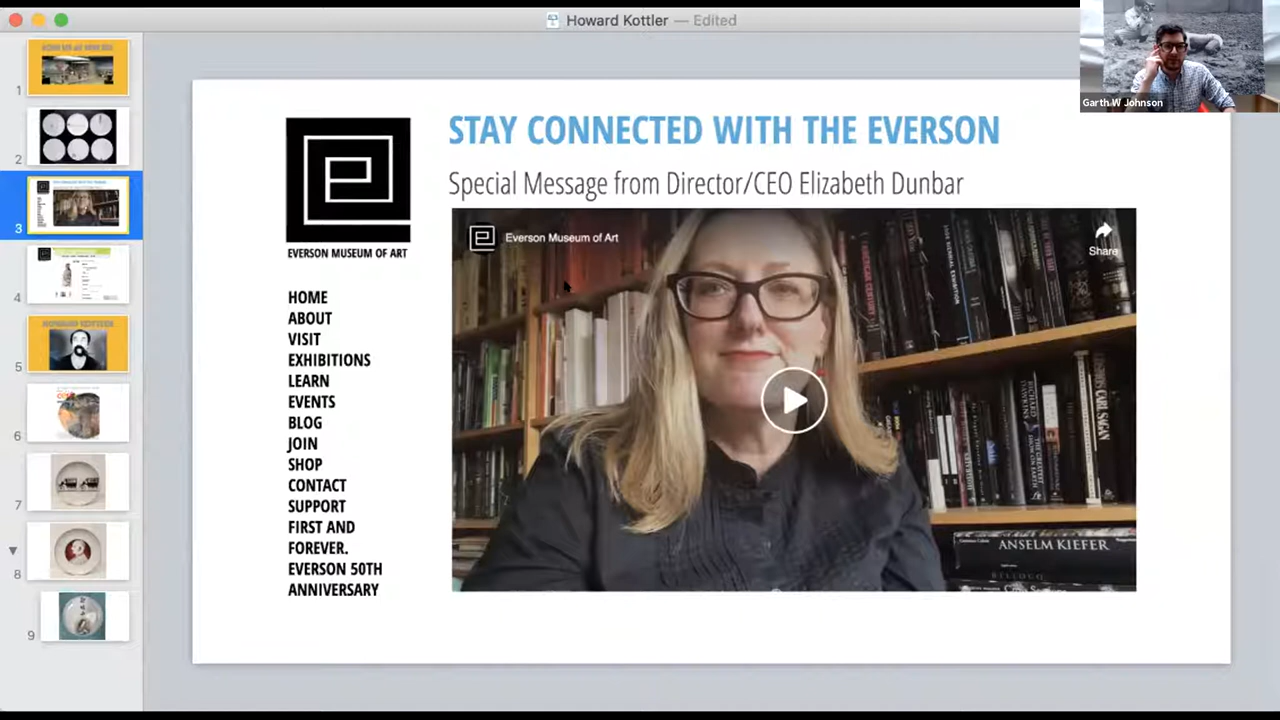 Howard Kottler — Edited
Garth W Johnson
1
2
3
4
5
6
7
8
9
EVERSON MUSEUM OF ART
HOME
ABOUT
VISIT
EXHIBITIONS
LEARN
EVENTS
BLOG
JOIN
SHOP
CONTACT
SUPPORT
FIRST AND
FOREVER.
EVERSON 50TH
ANNIVERSARY
STAY CONNECTED WITH THE EVERSON
Special Message from Director/CEO Elizabeth Dunbar
Everson Museum of Art
Share
CARL SAGAN
RICHARD DAWKINS
ANSELM KIEFER